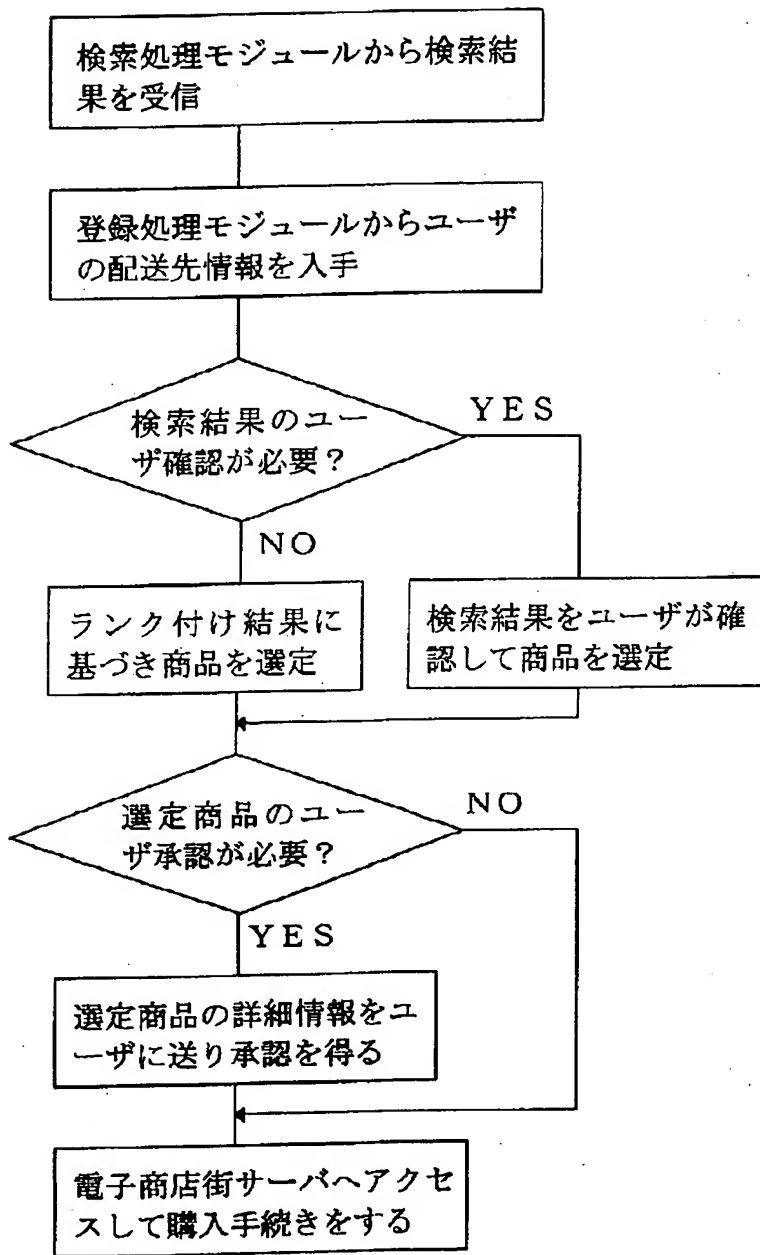 検索処理モジュールから検索結
果を受信
登録処理モジュールからユーザ
の配送先情報を入手
検索結果のユー
ザ確認が必要？
YES
NO
ランク付け結果に
基づき商品を選定
検索結果をユーザが確
認して商品を選定
選定商品のユー
ザ承認が必要？
NO
YES
選定商品の詳細情報をユ
ーザに送り承認を得る
電子商店街サーバへアクセ
スして購入手続きをする